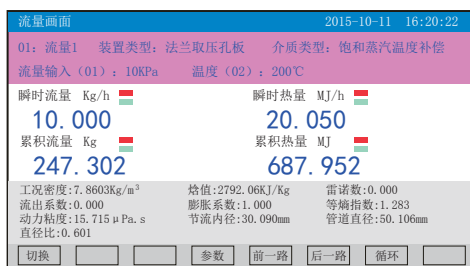 流量画面 2015-10-11 16:20:22
01：流量1 装置类型：法兰取压孔板 介质类型：饱和蒸汽温度补偿
流量输入（01）：10KPa 温度（02）：200℃
瞬时流量 Kg/h 瞬时热量 MJ/h
10.000 20.050
累积流量 Kg 累积热量 MJ
247.302 687.952
工况密度:7.8603Kg/m³ 焓值:2792.06KJ/Kg 雷诺数:0.000
流出系数:0.000 膨胀系数:1.000 等熵指数:1.283
动力粘度:15.715μPa.s 节流内径:30.090mm 管道直径:50.106mm
直径比:0.601
切换 参数 前一路 后一路 循环